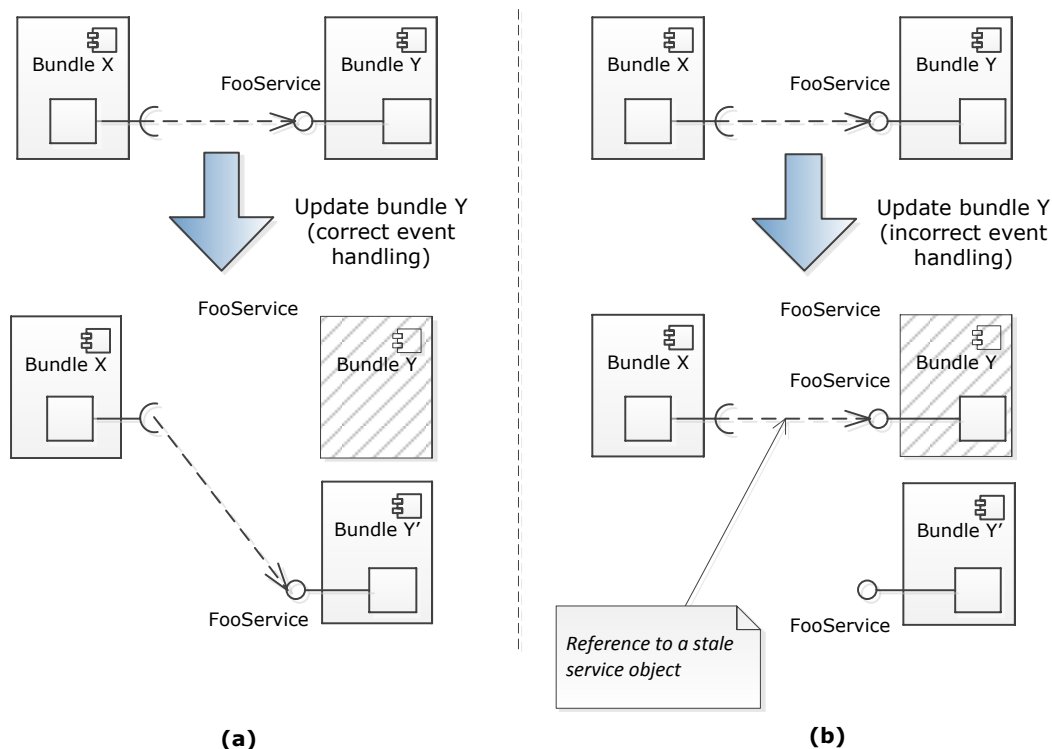 Bundle X
FooService
Bundle Y
Update bundle Y
(correct event
handling)
FooService
Bundle X
Bundle Y
Bundle Y’
FooService
(a)
Bundle X
FooService
Bundle Y
Update bundle Y
(incorrect event
handling)
FooService
Bundle X
Bundle Y
FooService
Bundle Y’
FooService
Reference to a stale
service object
(b)